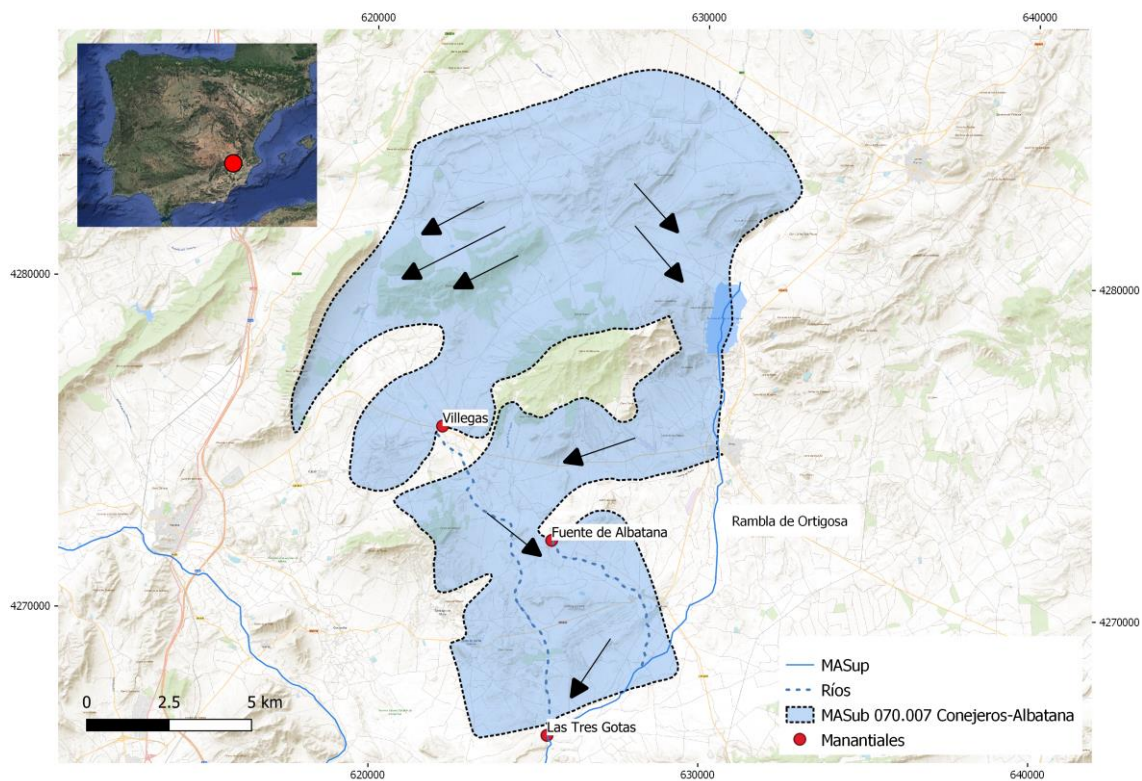 620000
630000
640000
4280000
4280000
Villegas
Rambla de Ortigosa
Fuente de Albatana
4270000
4270000
MASup
Ríos
MASub 070.007 Conejeros-Albatana
Manantiales
0 2.5 5 km
Las Tres Gotas
620000
630000
640000